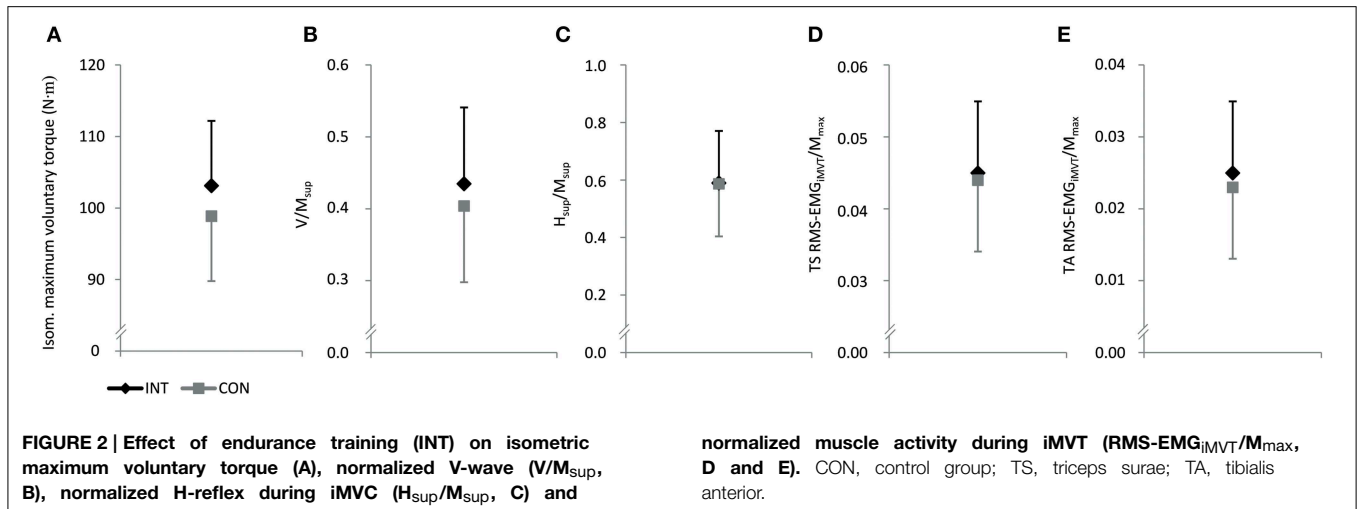 A
B
C
D
E
Isom. maximum voluntary torque (N·m)
120
110
100
90
0
V/Msup
0.6
0.5
0.4
0.3
0.0
Hsup/Msup
1.0
0.8
0.6
0.4
0.2
0.0
TS RMS-EMGiMVT/Mmax
0.06
0.05
0.04
0.03
0.00
TA RMS-EMGiMVT/Mmax
0.04
0.03
0.02
0.01
0.00
INT CON
FIGURE 2 | Effect of endurance training (INT) on isometric
maximum voluntary torque (A), normalized V-wave (V/Msup,
B), normalized H-reflex during iMVC (Hsup/Msup, C) and
normalized muscle activity during iMVT (RMS-EMGiMVT/Mmax,
D and E). CON, control group; TS, triceps surae; TA, tibialis
anterior.